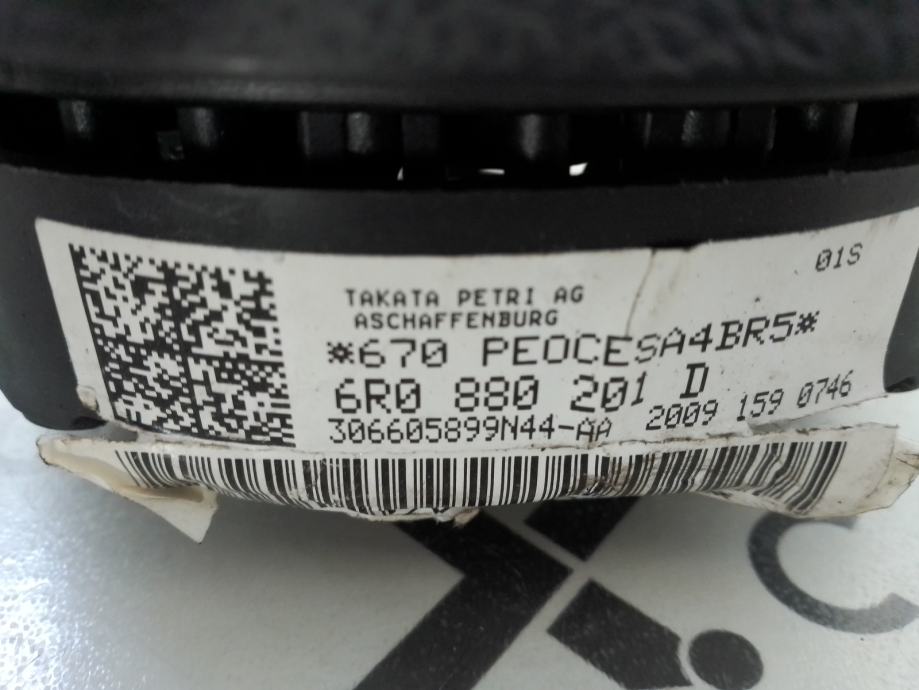 01S
TAKATA PETRI AG
ASCHAFFENBURG
*670 PEOCESA4BR5*
6R0 880 201 D
306605899N44-AA 2009 159 0746